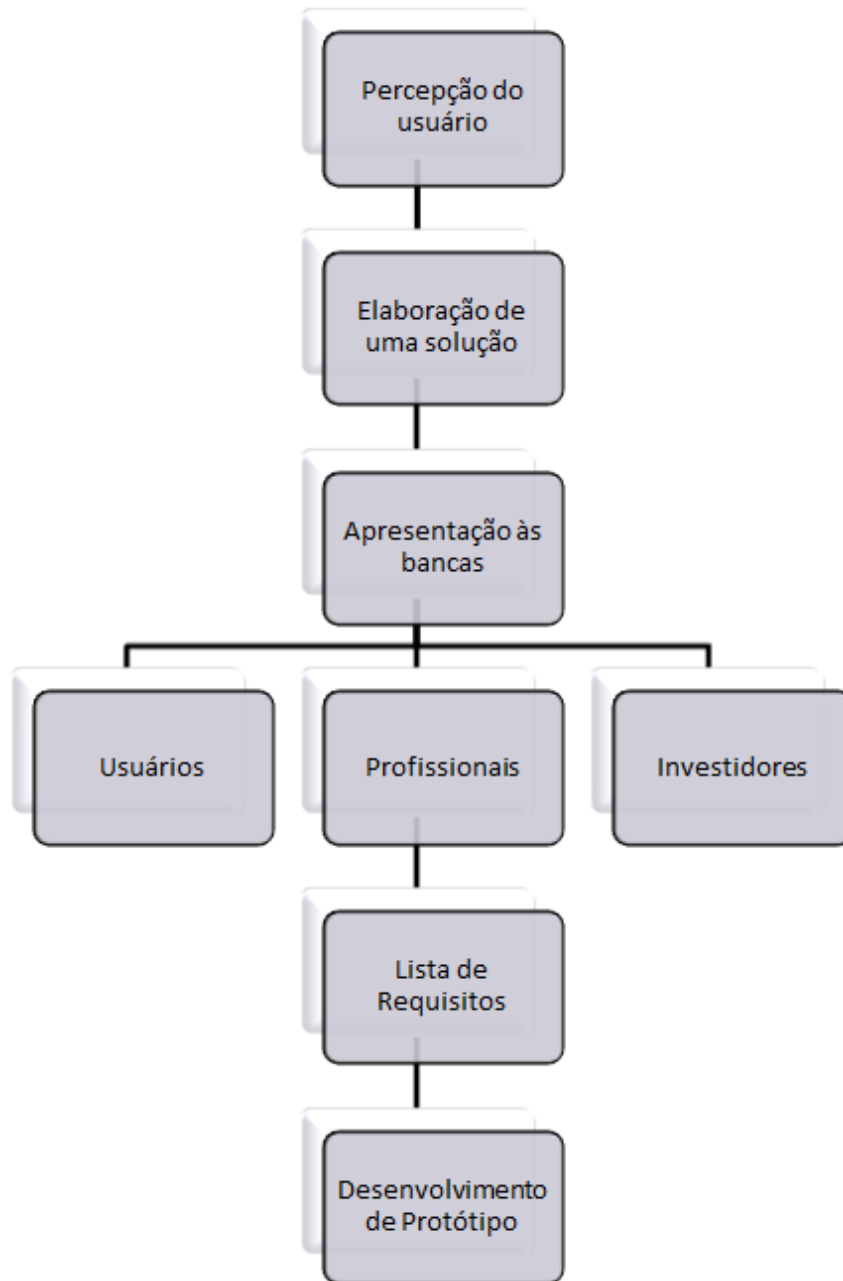 Percepção do
usuário
Elaboração de
uma solução
Apresentação às
bancas
Usuários
Profissionais
Investidores
Lista de
Requisitos
Desenvolvimento
de Protótipo